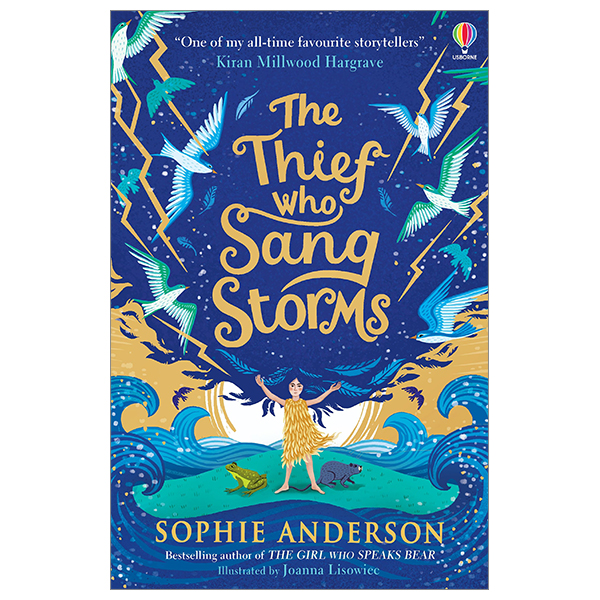 “One of my all-time favourite storytellers”
Kiran Millwood Hargrave
USBORNE
The
Thief
who
Sang
Storms
SOPHIE ANDERSON
Bestselling author of THE GIRL WHO SPEAKS BEAR
Illustrated by Joanna Lisowiec